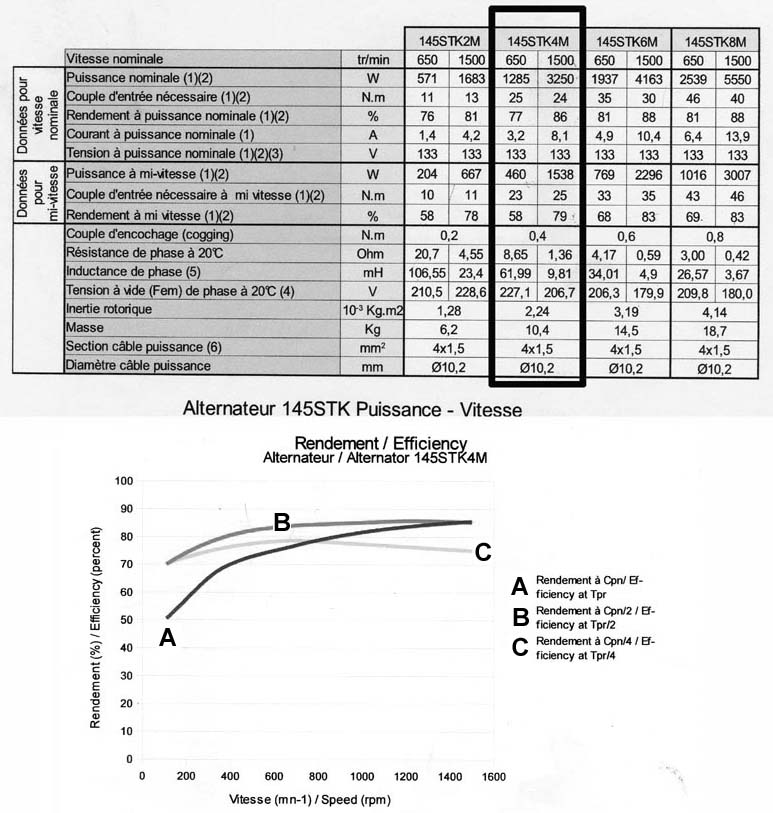 145STK2M 145STK4M 145STK6M 145STK8M
Vitesse nominale tr/min 650 1500 650 1500 650 1500 650 1500
Données pour vitesse nominale
Puissance nominale (1)(2) W 571 1683 1285 3250 1937 4163 2539 5550
Couple d'entrée nécessaire (1)(2) N.m 11 13 25 24 35 30 46 40
Rendement à puissance nominale (1)(2) % 76 81 77 86 81 88 81 88
Courant à puissance nominale (1) A 1,4 4,2 3,2 8,1 4,9 10,4 6,4 13,9
Tension à puissance nominale (1)(2)(3) V 133 133 133 133 133 133 133 133
Données pour mi-vitesse
Puissance à mi-vitesse (1)(2) W 204 667 460 1538 769 2296 1016 3007
Couple d'entrée nécessaire à mi vitesse (1)(2) N.m 10 11 23 25 33 35 43 46
Rendement à mi vitesse (1)(2) % 58 78 58 79 68 83 69 83
Couple d'encochage (cogging) N.m 0,2 0,4 0,6 0,8
Résistance de phase à 20°C Ohm 20,7 4,55 8,65 1,36 4,17 0,59 3,00 0,42
Inductance de phase (5) mH 106,55 23,4 61,99 9,81 34,01 4,9 26,57 3,67
Tension à vide (Fem) de phase à 20°C (4) V 210,5 228,6 227,1 206,7 206,3 179,9 209,8 180,0
Inertie rotorique 10-3 Kg.m2 1,28 2,24 3,19 4,14
Masse Kg 6,2 10,4 14,5 18,7
Section câble puissance (6) mm2 4x1,5 4x1,5 4x1,5 4x1,5
Diamètre câble puissance mm Ø10,2 Ø10,2 Ø10,2 Ø10,2
Alternateur 145STK Puissance - Vitesse
Rendement / Efficiency
Alternateur / Alternator 145STK4M
Rendement (%) / Efficiency (percent)
100
90
80
70
60
50
40
30
20
10
0
A
B
C
0 200 400 600 800 1000 1200 1400 1600
Vitesse (mn-1) / Speed (rpm)
A Rendement à Cpn/ Ef-
ficiency at Tpr
B Rendement à Cpn/2 / Ef-
ficiency at Tpr/2
C Rendement à Cpn/4 / Ef-
ficiency at Tpr/4